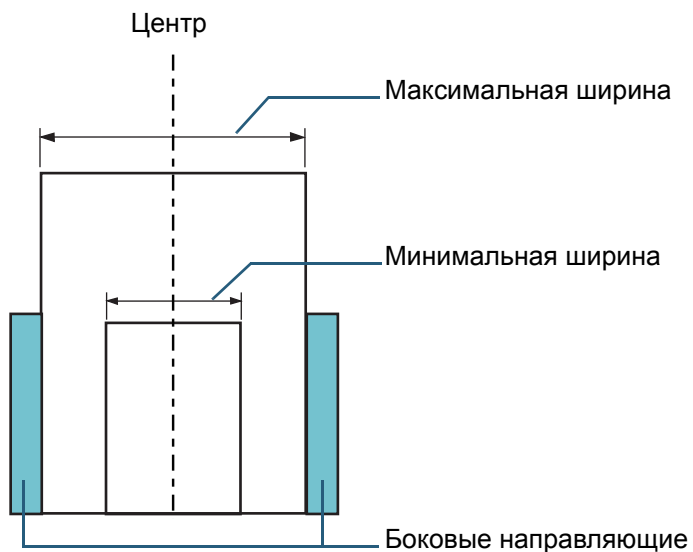 Центр
Максимальная ширина
Минимальная ширина
Боковые направляющие